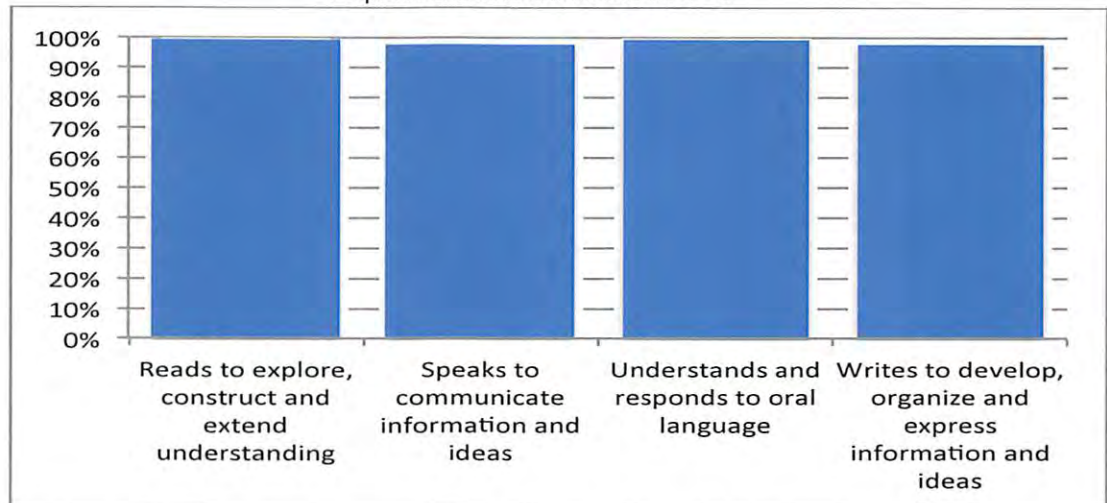 100%
90%
80%
70%
60%
50%
40%
30%
20%
10%
0%
Reads to explore,
construct and
extend
understanding
Speaks to
communicate
information and
ideas
Understands and
responds to oral
language
Writes to develop,
organize and
express
information and
ideas